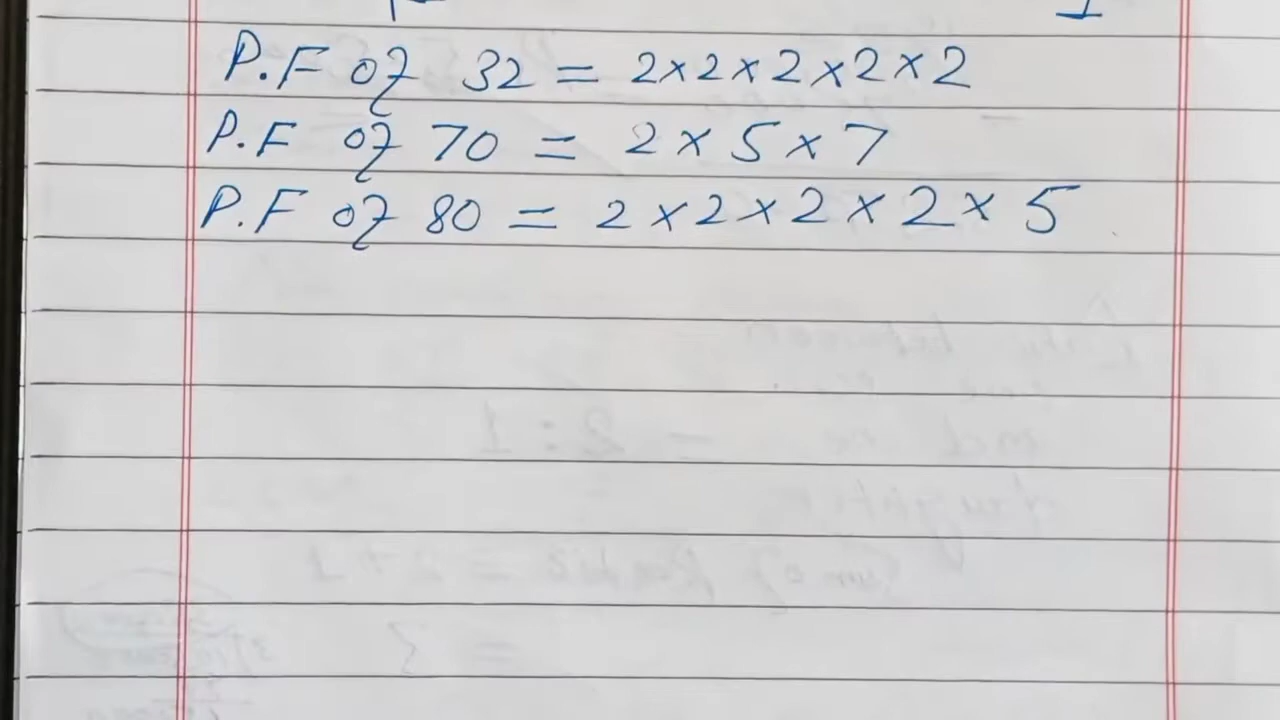 P.F of 32 = 2×2×2×2×2
P.F of 70 = 2 × 5 × 7
P.F of 80 = 2 × 2 × 2 × 2 × 5